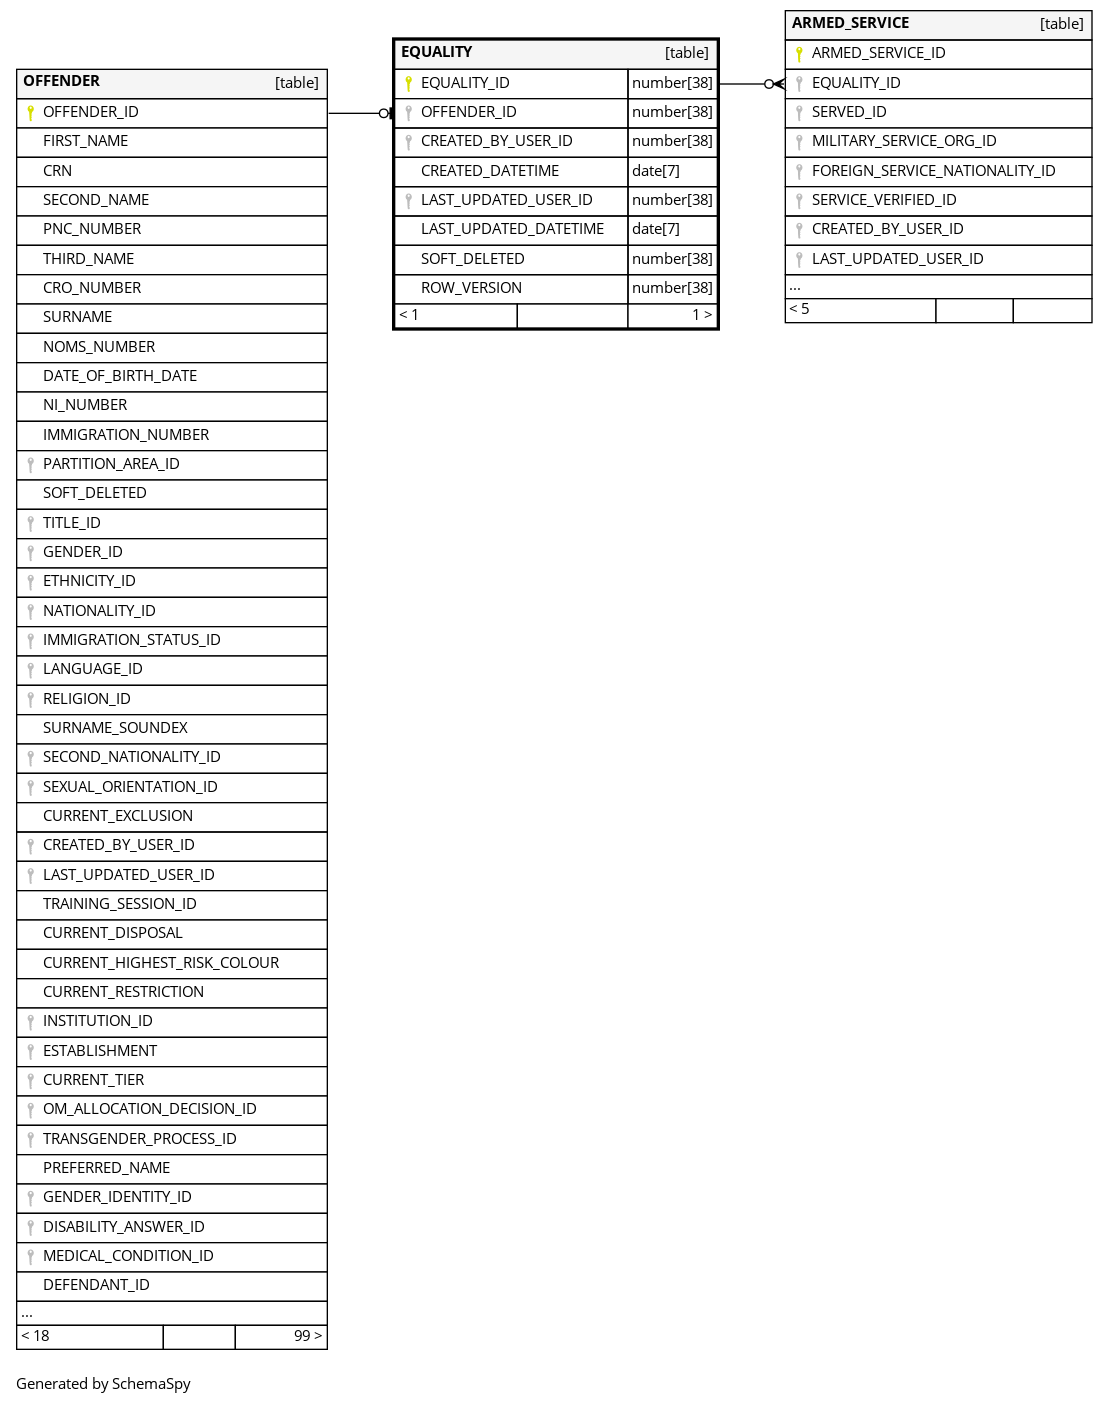 OFFENDER [table]
OFFENDER_ID
FIRST_NAME
CRN
SECOND_NAME
PNC_NUMBER
THIRD_NAME
CRO_NUMBER
SURNAME
NOMS_NUMBER
DATE_OF_BIRTH_DATE
NI_NUMBER
IMMIGRATION_NUMBER
PARTITION_AREA_ID
SOFT_DELETED
TITLE_ID
GENDER_ID
ETHNICITY_ID
NATIONALITY_ID
IMMIGRATION_STATUS_ID
LANGUAGE_ID
RELIGION_ID
SURNAME_SOUNDEX
SECOND_NATIONALITY_ID
SEXUAL_ORIENTATION_ID
CURRENT_EXCLUSION
CREATED_BY_USER_ID
LAST_UPDATED_USER_ID
TRAINING_SESSION_ID
CURRENT_DISPOSAL
CURRENT_HIGHEST_RISK_COLOUR
CURRENT_RESTRICTION
INSTITUTION_ID
ESTABLISHMENT
CURRENT_TIER
OM_ALLOCATION_DECISION_ID
TRANSGENDER_PROCESS_ID
PREFERRED_NAME
GENDER_IDENTITY_ID
DISABILITY_ANSWER_ID
MEDICAL_CONDITION_ID
DEFENDANT_ID
...
< 18 99 >
EQUALITY [table]
EQUALITY_ID number[38]
OFFENDER_ID number[38]
CREATED_BY_USER_ID number[38]
CREATED_DATETIME date[7]
LAST_UPDATED_USER_ID number[38]
LAST_UPDATED_DATETIME date[7]
SOFT_DELETED number[38]
ROW_VERSION number[38]
< 1 1 >
ARMED_SERVICE [table]
ARMED_SERVICE_ID
EQUALITY_ID
SERVED_ID
MILITARY_SERVICE_ORG_ID
FOREIGN_SERVICE_NATIONALITY_ID
SERVICE_VERIFIED_ID
CREATED_BY_USER_ID
LAST_UPDATED_USER_ID
...
< 5
Generated by SchemaSpy